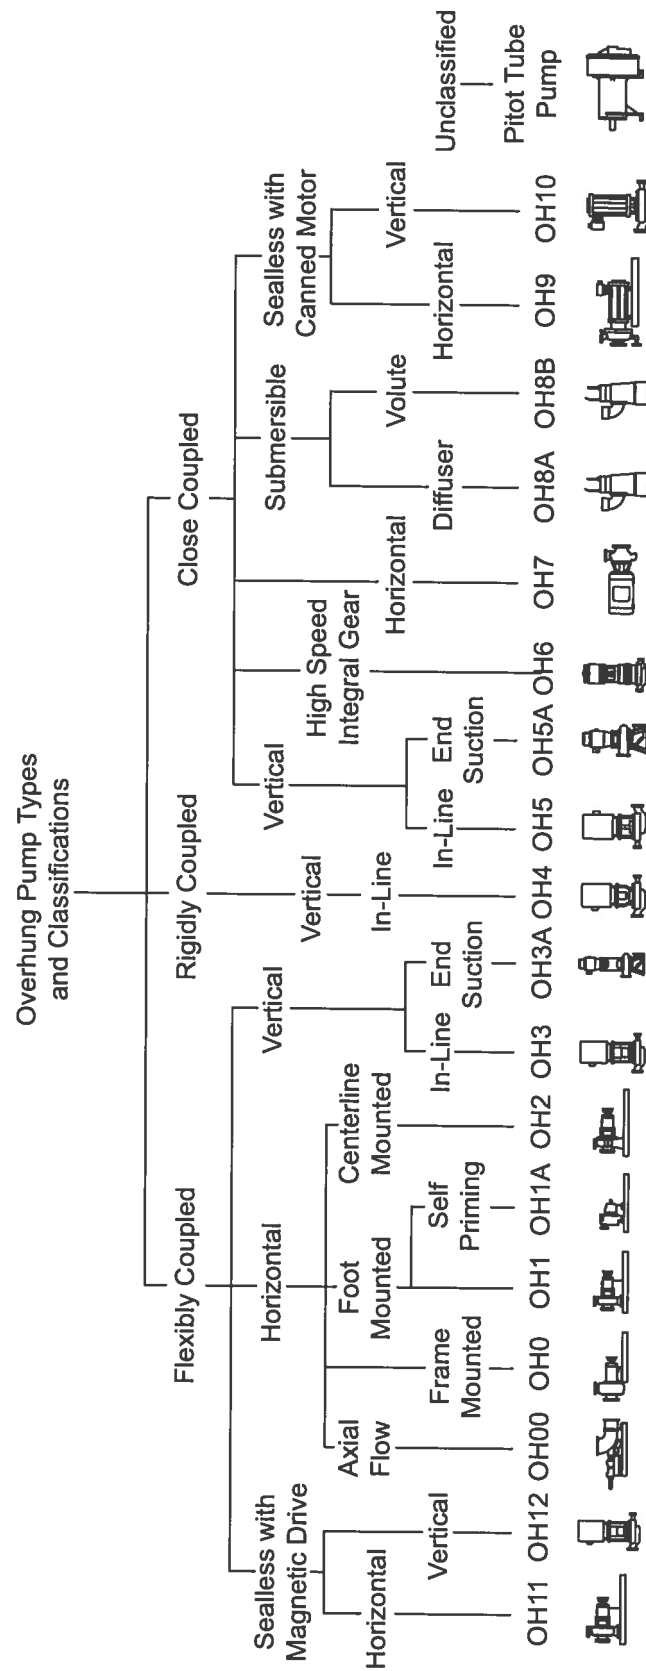 Overhung Pump Types
and Classifications
Flexibly Coupled
Rigidly Coupled
Close Coupled
Unclassified
Sealless with
Magnetic Drive
Horizontal
Vertical
Vertical
Vertical
High Speed
Integral Gear
Submersible
Sealless with
Canned Motor
Pitot Tube
Pump
Horizontal
Vertical
Axial
Flow
Frame
Mounted
Foot
Mounted
Self
Priming
Centerline
Mounted
In-Line
End
Suction
In-Line
In-Line
End
Suction
Horizontal
Diffuser
Volute
Horizontal
Vertical
OH11
OH12
OH00
OH0
OH1
OH1A
OH2
OH3
OH3A
OH4
OH5
OH5A
OH6
OH7
OH8A
OH8B
OH9
OH10